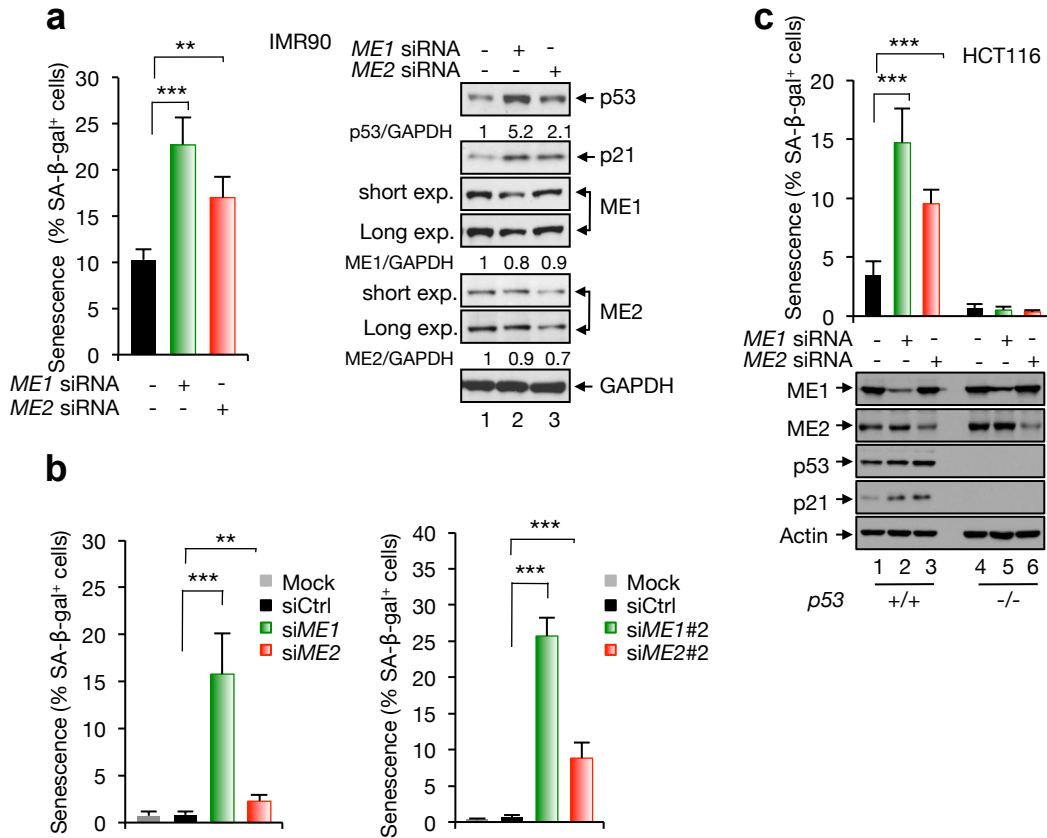 a
IMR90
**
***
Senescence (% SA-β-gal⁺ cells)
30
25
20
15
10
5
0
ME1 siRNA - + -
ME2 siRNA - - +
ME1 siRNA - + -
ME2 siRNA - - +
p53
p53/GAPDH 1 5.2 2.1
p21
short exp.
Long exp.
ME1
ME1/GAPDH 1 0.8 0.9
short exp.
Long exp.
ME2
ME2/GAPDH 1 0.9 0.7
GAPDH
1 2 3
b
Senescence (% SA-β-gal⁺ cells)
30
25
20
15
10
5
0
**
***
Mock
siCtrl
siME1
siME2
Senescence (% SA-β-gal⁺ cells)
40
35
30
25
20
15
10
5
0
***
***
Mock
siCtrl
siME1#2
siME2#2
c
HCT116
***
***
Senescence (% SA-β-gal⁺ cells)
20
15
10
5
0
ME1 siRNA - + - - + -
ME2 siRNA - - + - - +
ME1
ME2
p53
p21
Actin
1 2 3 4 5 6
p53 +/+ -/-